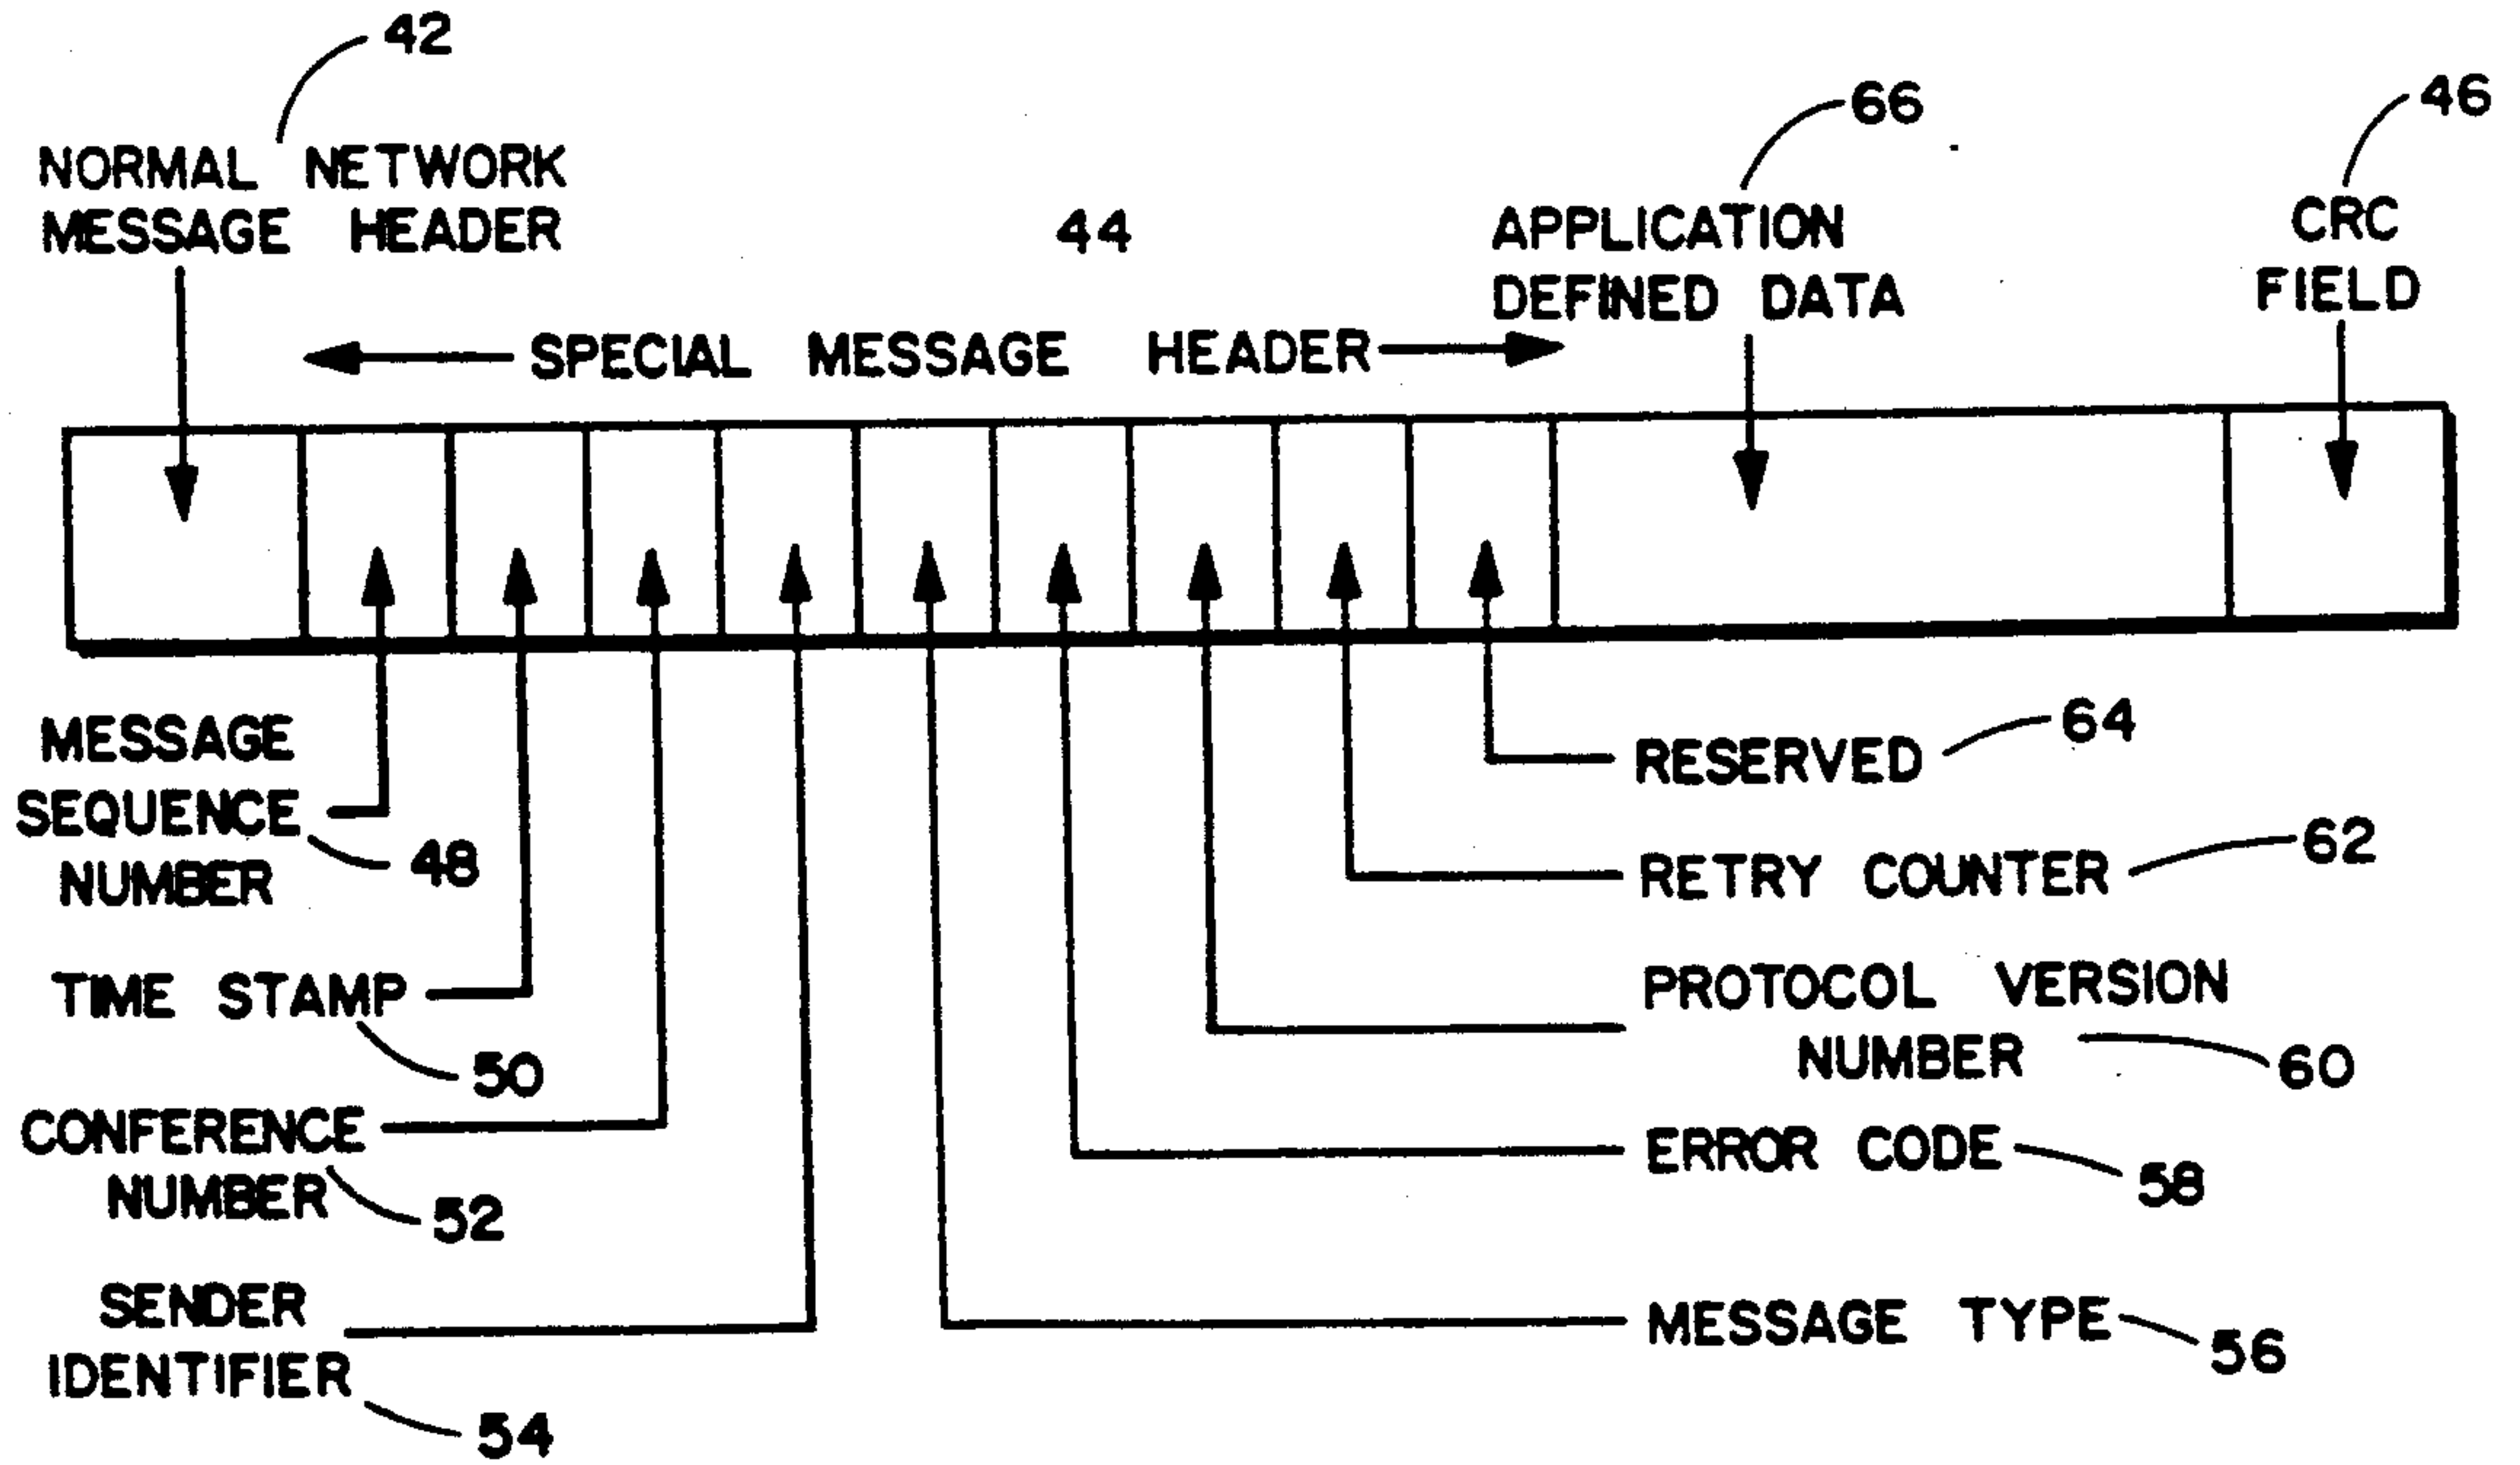 42
66
46
NORMAL NETWORK
MESSAGE HEADER
44
APPLICATION
DEFINED DATA
CRC
FIELD
SPECIAL MESSAGE HEADER
MESSAGE
SEQUENCE
NUMBER
48
RESERVED
64
RETRY COUNTER
62
TIME STAMP
50
PROTOCOL VERSION
NUMBER
60
CONFERENCE
NUMBER
52
ERROR CODE
58
SENDER
IDENTIFIER
54
MESSAGE TYPE
56